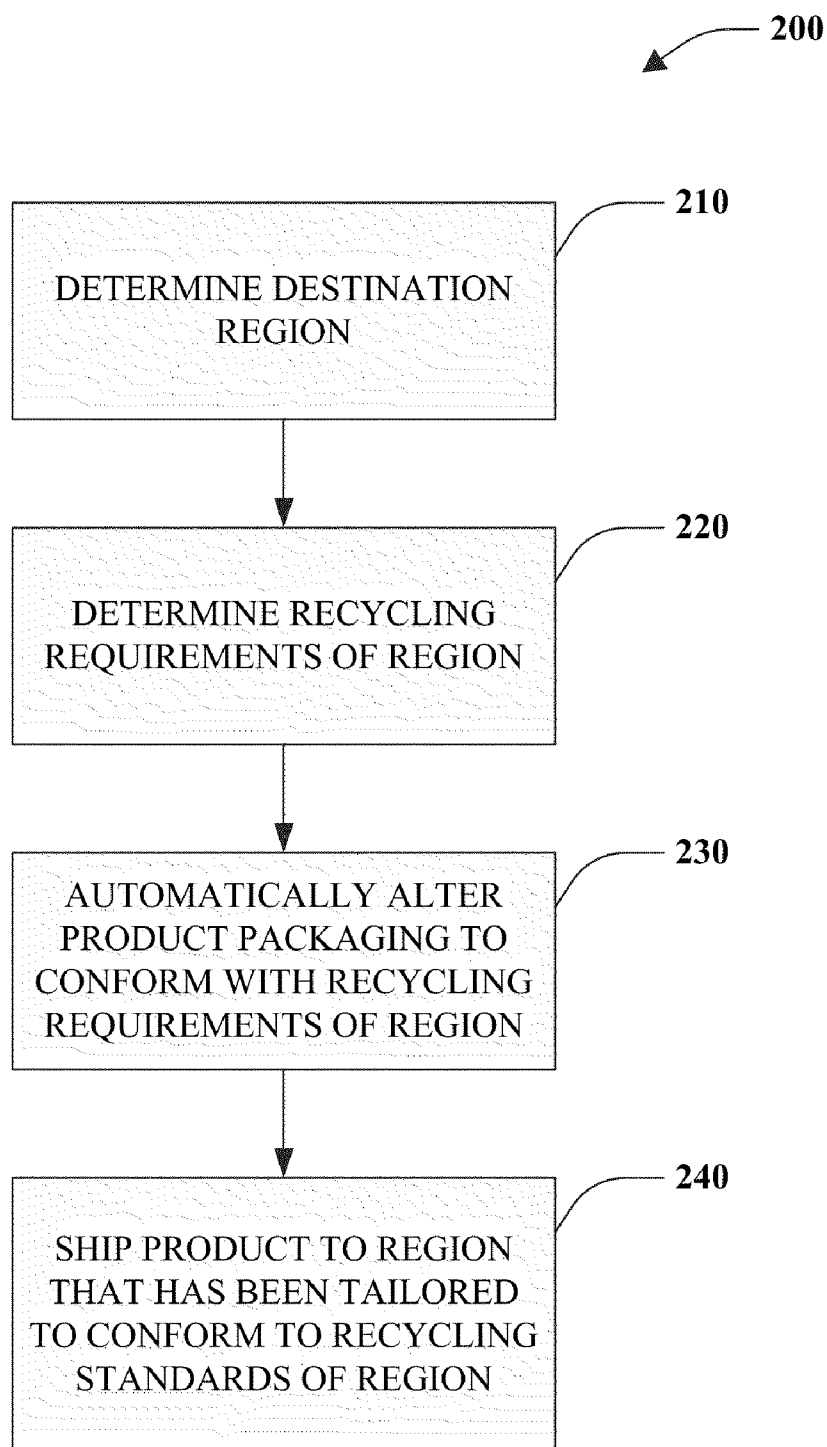 200
210
DETERMINE DESTINATION
REGION
220
DETERMINE RECYCLING
REQUIREMENTS OF REGION
230
AUTOMATICALLY ALTER
PRODUCT PACKAGING TO
CONFORM WITH RECYCLING
REQUIREMENTS OF REGION
240
SHIP PRODUCT TO REGION
THAT HAS BEEN TAILORED
TO CONFORM TO RECYCLING
STANDARDS OF REGION